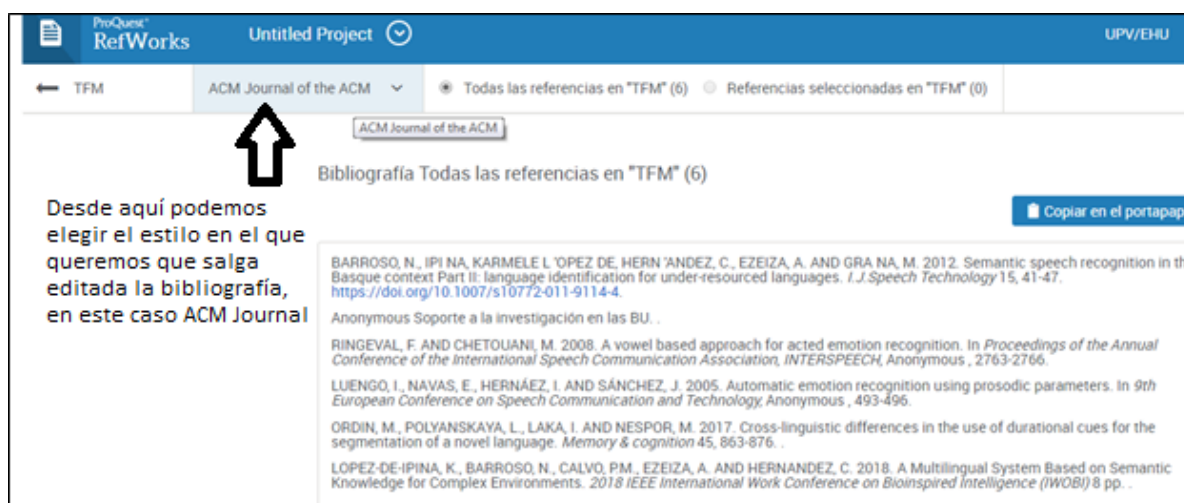 ProQuest®
RefWorks
Untitled Project
UPV/EHU
TFM
ACM Journal of the ACM
Todas las referencias en "TFM" (6)
Referencias seleccionadas en "TFM" (0)
ACM Journal of the ACM
Bibliografía Todas las referencias en "TFM" (6)
Desde aquí podemos
elegir el estilo en el que
queremos que salga
editada la bibliografía,
en este caso ACM Journal
Copiar en el portapap
BARROSO, N., IPI NA, KARMELE L 'OPEZ DE, HERN 'ANDEZ, C., EZEIZA, A. AND GRA NA, M. 2012. Semantic speech recognition in th
Basque context Part II: language identification for under-resourced languages. I.J.Speech Technology 15, 41-47.
https://doi.org/10.1007/s10772-011-9114-4.
Anonymous Soporte a la investigación en las BU. .
RINGEVAL, F. AND CHETOUANI, M. 2008. A vowel based approach for acted emotion recognition. In Proceedings of the Annual
Conference of the International Speech Communication Association, INTERSPEECH, Anonymous , 2763-2766.
LUENGO, I., NAVAS, E., HERNÁEZ, I. AND SÁNCHEZ, J. 2005. Automatic emotion recognition using prosodic parameters. In 9th
European Conference on Speech Communication and Technology, Anonymous , 493-496.
ORDIN, M., POLYANSKAYA, L., LAKA, I. AND NESPOR, M. 2017. Cross-linguistic differences in the use of durational cues for the
segmentation of a novel language. Memory & cognition 45, 863-876. .
LOPEZ-DE-IPINA, K., BARROSO, N., CALVO, P.M., EZEIZA, A. AND HERNANDEZ, C. 2018. A Multilingual System Based on Semantic
Knowledge for Complex Environments. 2018 IEEE International Work Conference on Bioinspired Intelligence (IWOBI) 8 pp. .